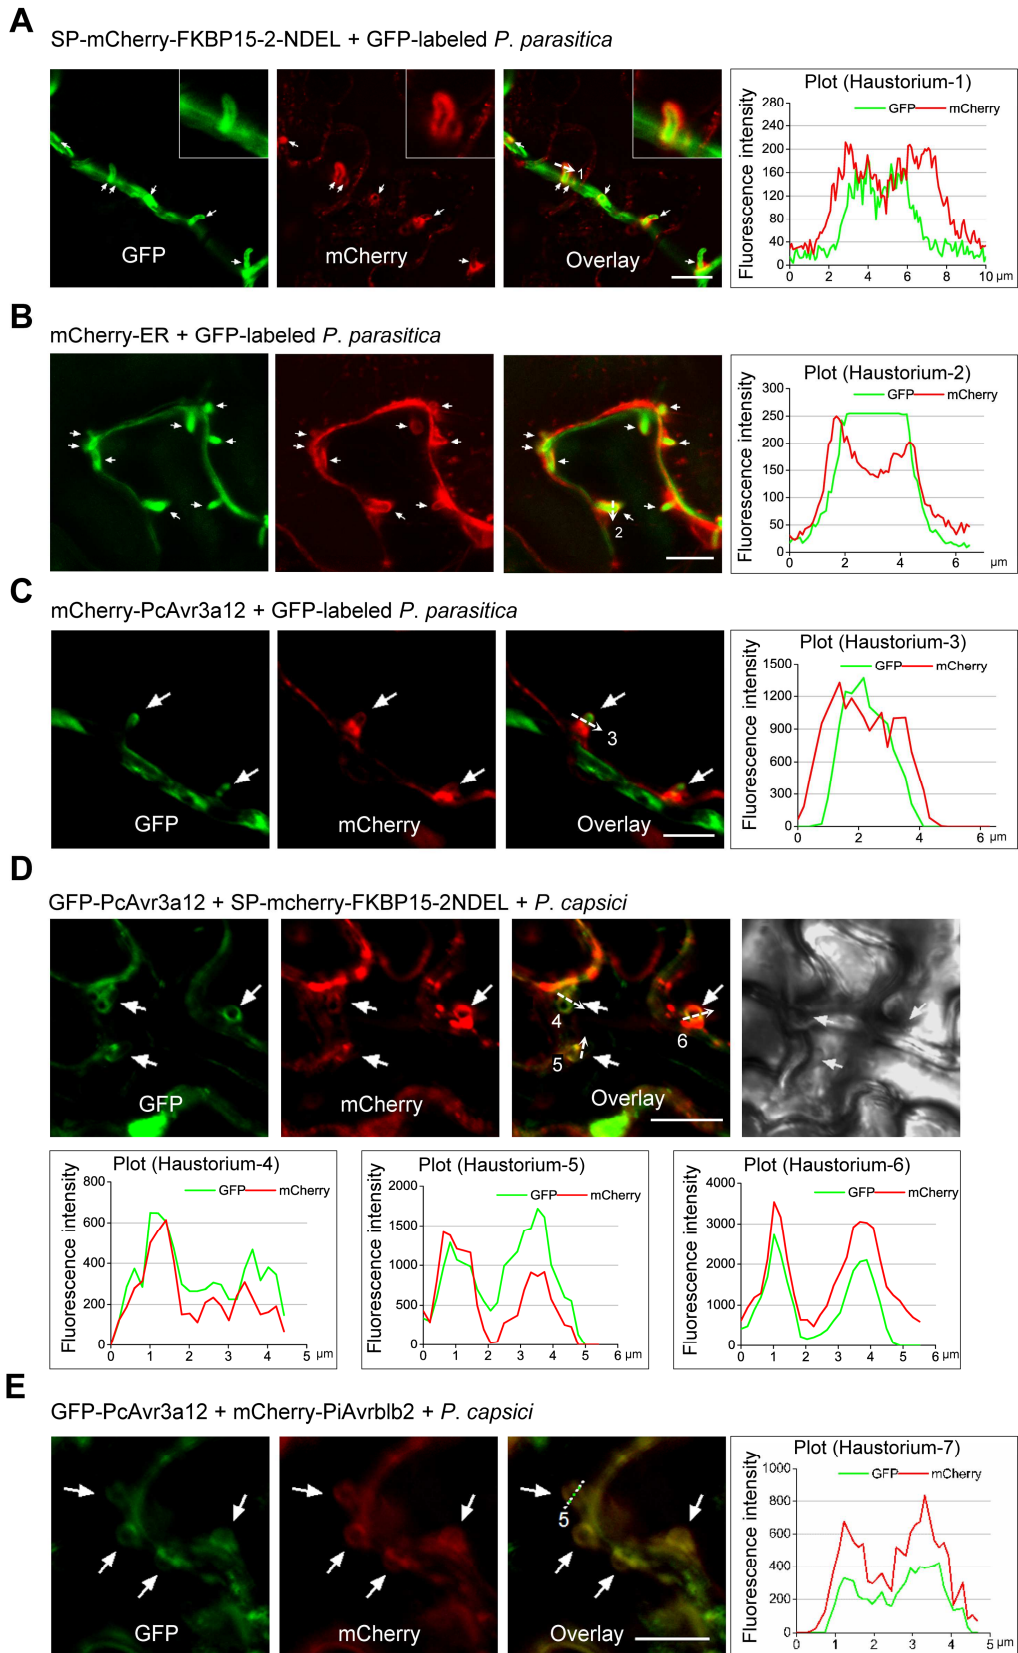 A
SP-mCherry-FKBP15-2-NDEL + GFP-labeled P. parasitica
GFP
mCherry
Overlay
1
Plot (Haustorium-1)
GFP mCherry
Fluorescence intensity
280
240
200
160
120
80
40
0
0 2 4 6 8 10 μm
B
mCherry-ER + GFP-labeled P. parasitica
2
Plot (Haustorium-2)
GFP mCherry
Fluorescence intensity
300
250
200
150
100
50
0
0 2 4 6 μm
C
mCherry-PcAvr3a12 + GFP-labeled P. parasitica
GFP
mCherry
Overlay
3
Plot (Haustorium-3)
GFP mCherry
Fluorescence intensity
1500
1200
900
600
300
0
0 2 4 6 μm
D
GFP-PcAvr3a12 + SP-mcherry-FKBP15-2NDEL + P. capsici
GFP
mCherry
Overlay
4
5
6
Plot (Haustorium-4)
GFP mCherry
Fluorescence intensity
800
600
400
200
0
0 1 2 3 4 5 μm
Plot (Haustorium-5)
GFP mCherry
Fluorescence intensity
2000
1500
1000
500
0
0 1 2 3 4 5 6 μm
Plot (Haustorium-6)
GFP mCherry
Fluorescence intensity
4000
3000
2000
1000
0
0 1 2 3 4 5 6 μm
E
GFP-PcAvr3a12 + mCherry-PiAvrblb2 + P. capsici
GFP
mCherry
Overlay
5
Plot (Haustorium-7)
GFP mCherry
Fluorescence intensity
1000
800
600
400
200
0
0 1 2 3 4 5 μm